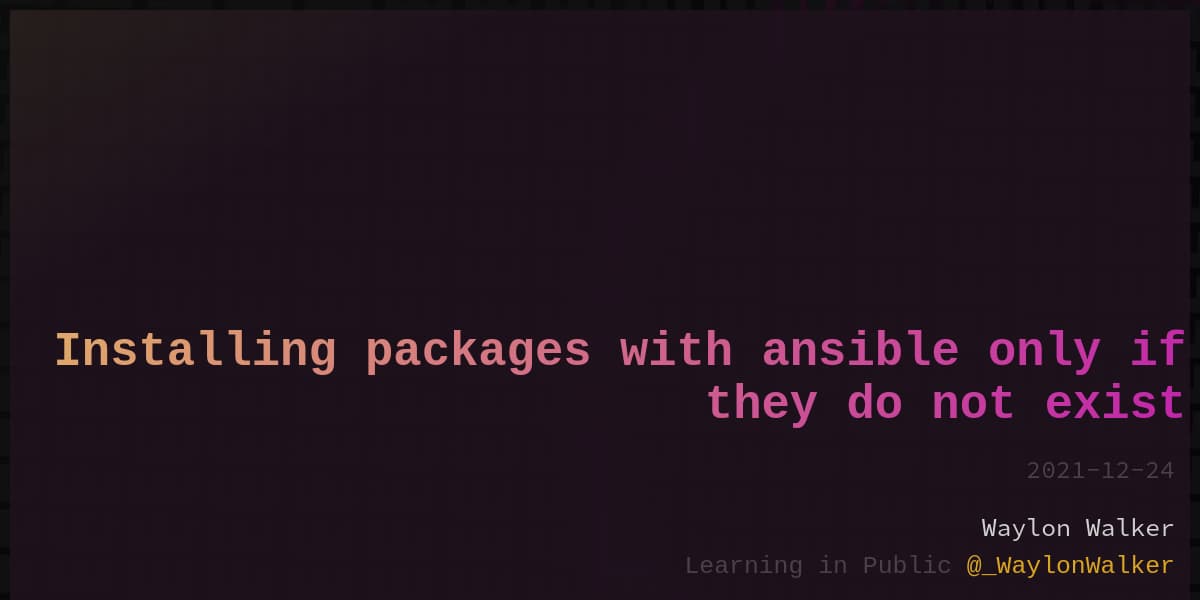 Installing packages with ansible only if
they do not exist
2021-12-24
Waylon Walker
Learning in Public @_WaylonWalker